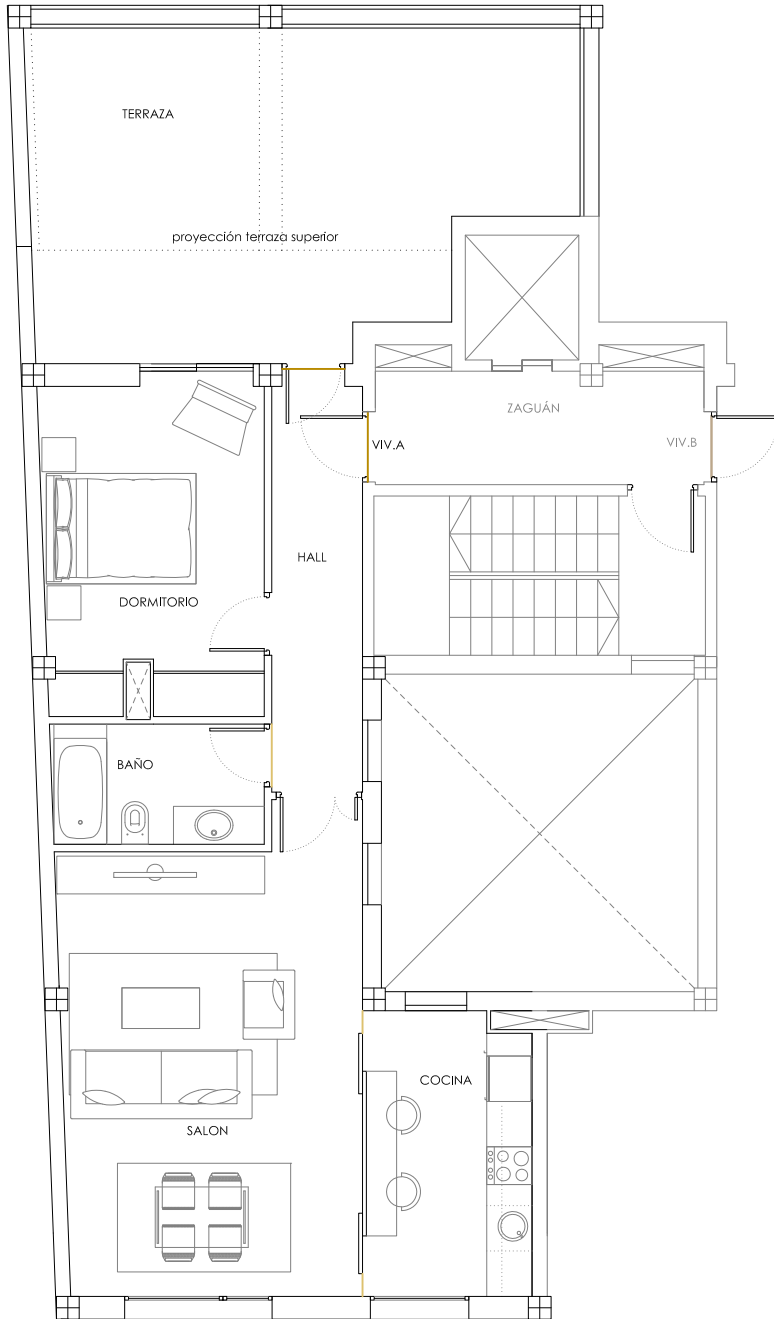 TERRAZA
proyección terraza superior
ZAGUÁN
VIV.A
VIV.B
HALL
DORMITORIO
BAÑO
COCINA
SALON